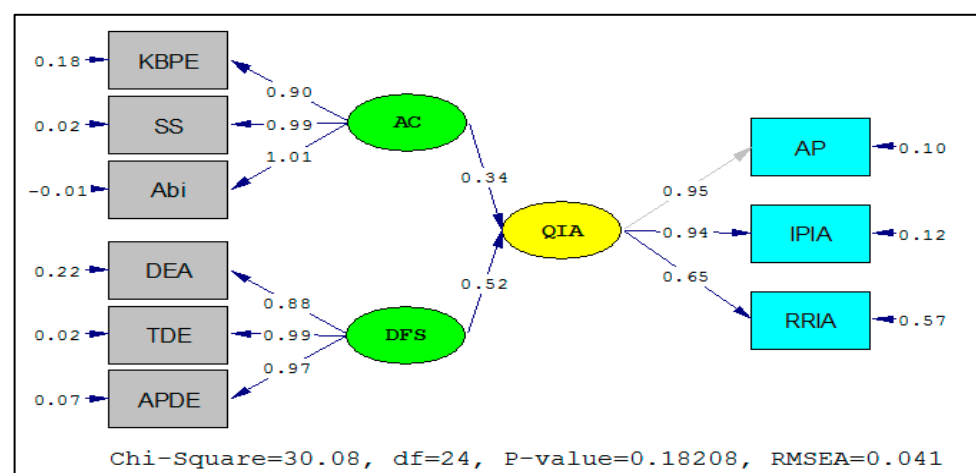 0.18 KBPE
0.90
0.02 SS
0.99
AC
1.01
-0.01 Abi
0.34
AP 0.10
0.95
QIA
0.94
IPIA 0.12
0.65
0.22 DEA
0.88
0.52
RRIA 0.57
0.02 TDE
0.99
DFS
0.97
0.07 APDE
Chi-Square=30.08, df=24, P-value=0.18208, RMSEA=0.041